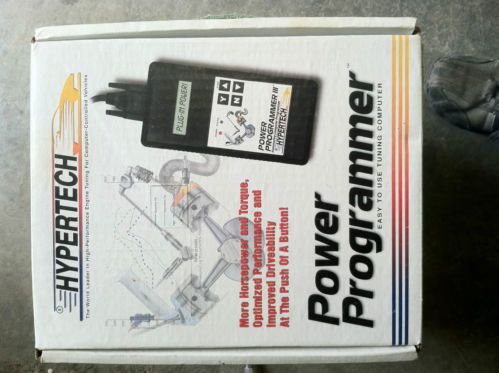 HYPERTECH®
The World Leader in High-Performance Engine Tuning For Computer-Controlled Vehicles
PLUG-IN POWER!
Y
A
N
V
POWER
PROGRAMMER III
HYPERTECH
More Horsepower and Torque,
Optimized Performance and
Improved Driveability
At The Push Of A Button!
Power
Programmer™
EASY TO USE TUNING COMPUTER